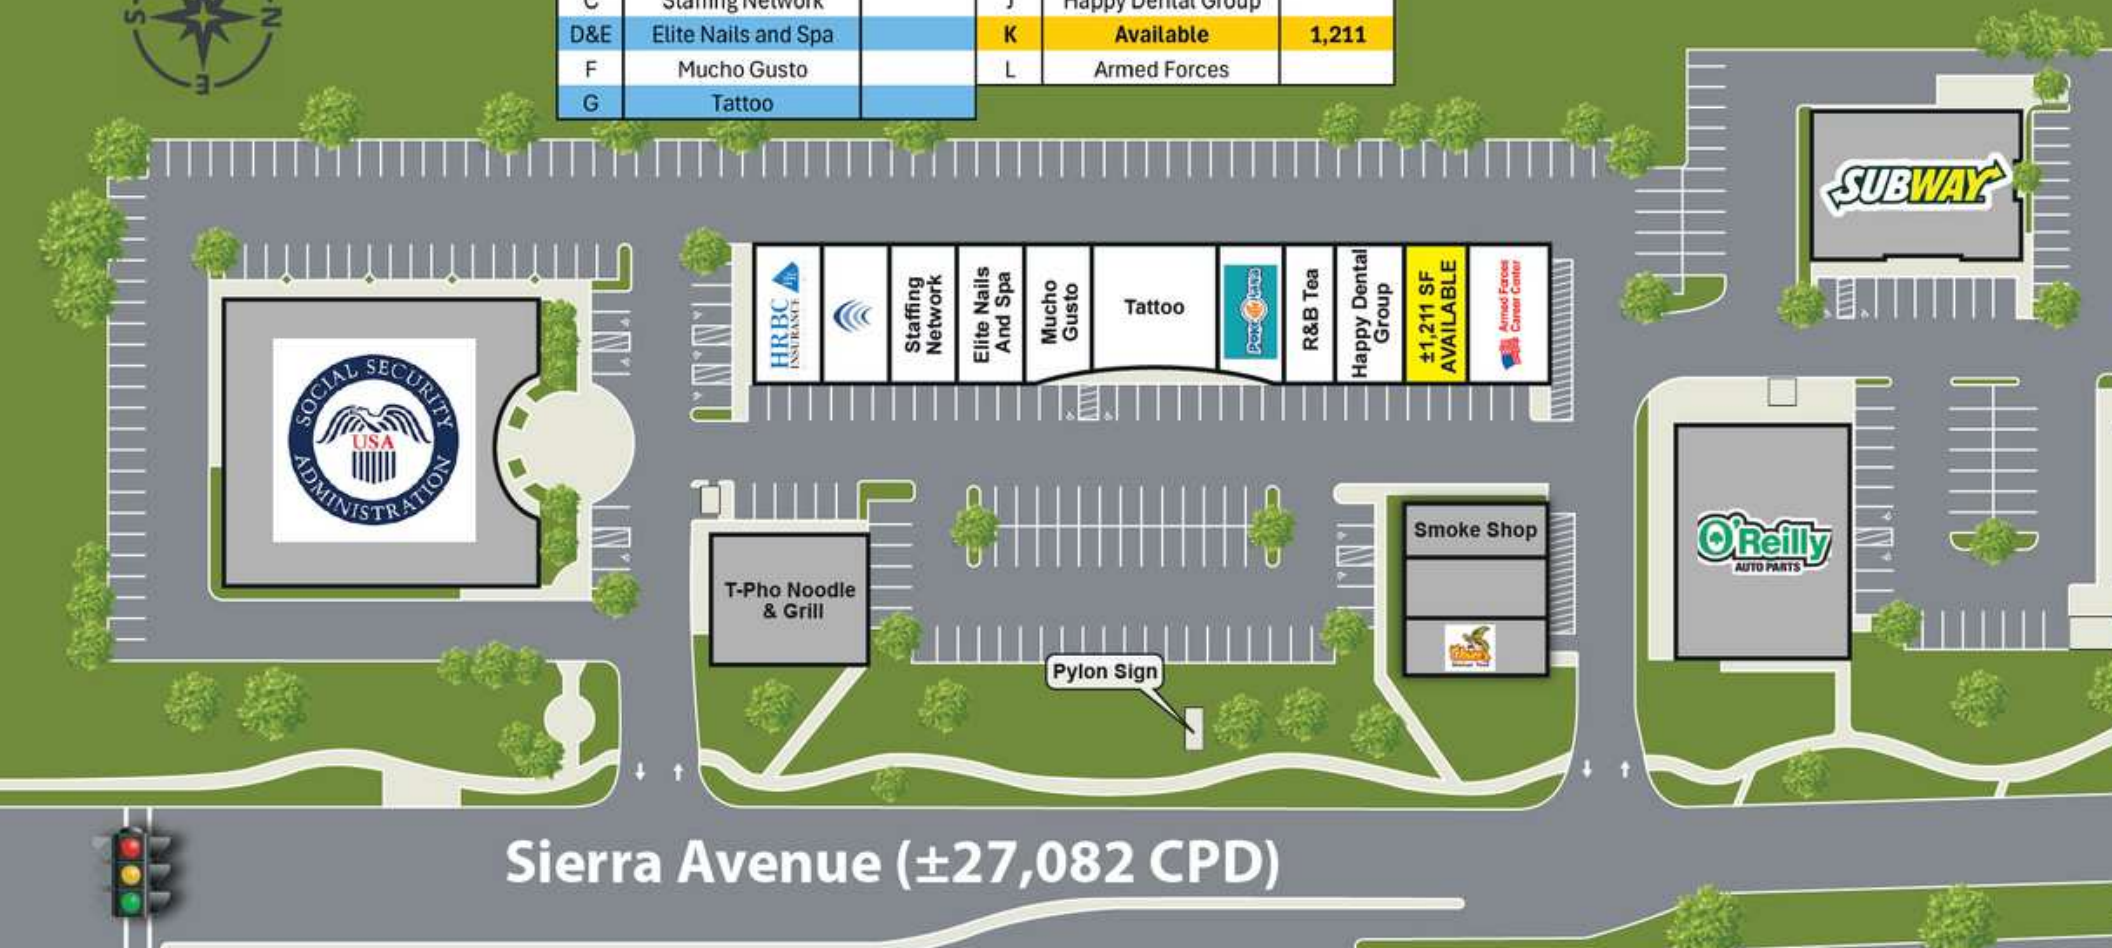 C Staffing Network J Happy Dental Group
D&E Elite Nails and Spa K Available 1,211
F Mucho Gusto L Armed Forces
G Tattoo
S
N
E
SUBWAY
HRBC
INSURANCE
Staffing
Network
Elite Nails
And Spa
Mucho
Gusto
Tattoo
POKÉ HANA
R&B Tea
Happy Dental
Group
±1,211 SF
AVAILABLE
Armed Forces
Career Center
SOCIAL SECURITY
USA
ADMINISTRATION
T-Pho Noodle
& Grill
Smoke Shop
O'Reilly
AUTO PARTS
Pylon Sign
Sierra Avenue (±27,082 CPD)